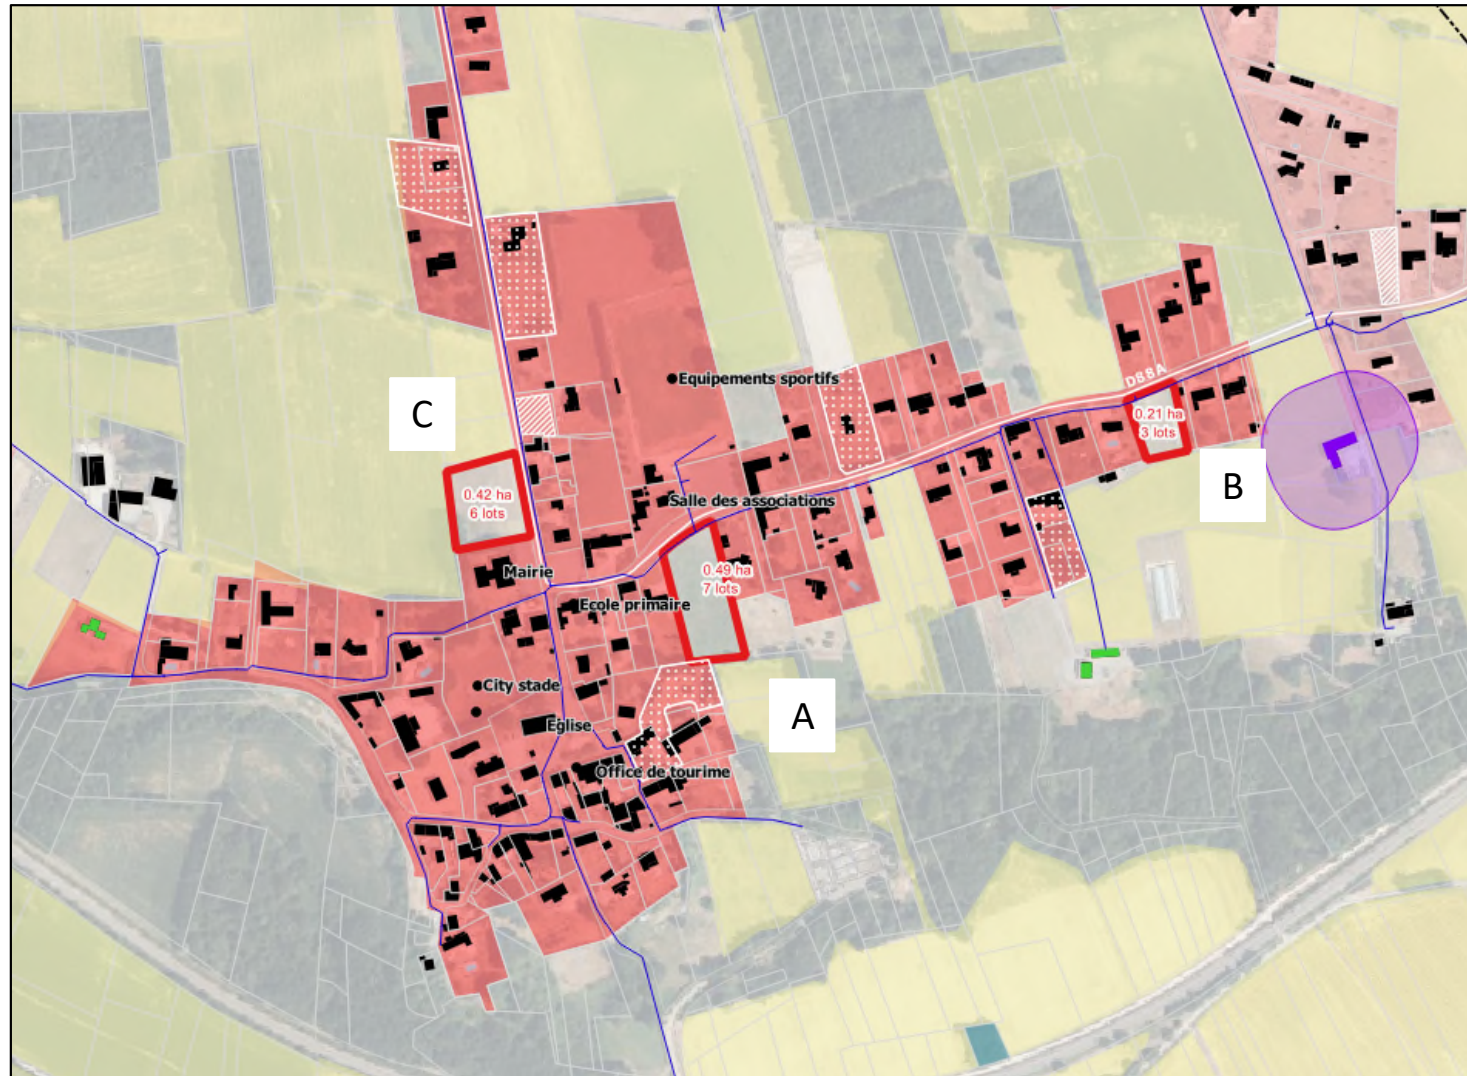 Equipements sportifs
D58A
C
0.21 ha
3 lots
B
0.42 ha
6 lots
Salle des associations
Mairie
0.49 ha
7 lots
Ecole primaire
City stade
A
Eglise
Office de tourime